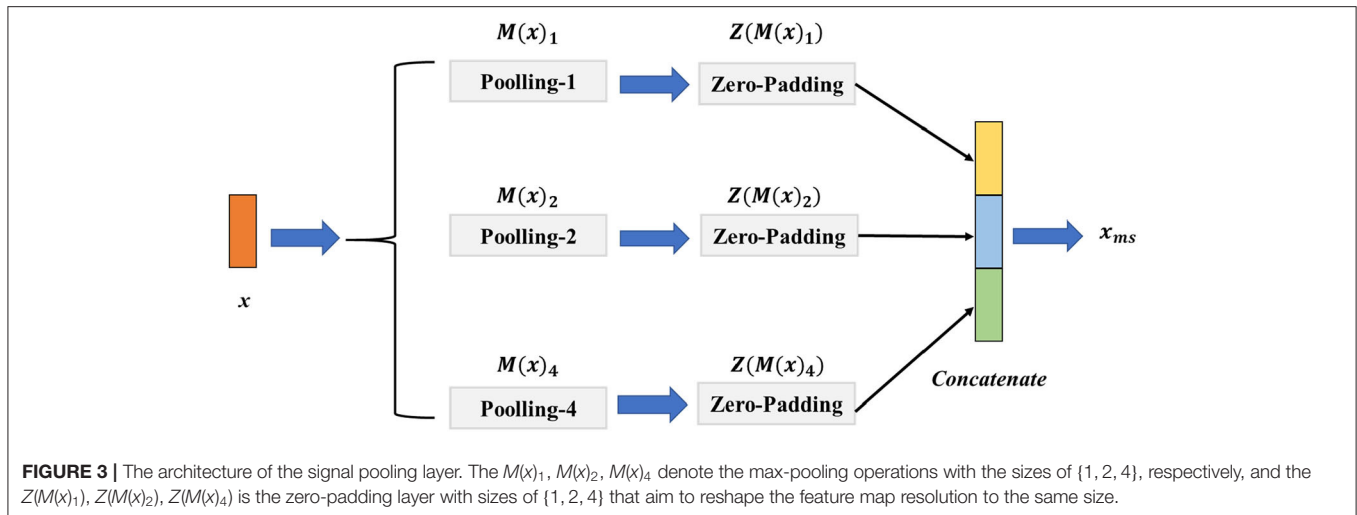 M(x)₁ Z(M(x)₁)
Poolling-1 Zero-Padding
M(x)₂ Z(M(x)₂)
Poolling-2 Zero-Padding
x_ms
x
M(x)₄ Z(M(x)₄)
Concatenate
Poolling-4 Zero-Padding
FIGURE 3 | The architecture of the signal pooling layer. The M(x)₁, M(x)₂, M(x)₄ denote the max-pooling operations with the sizes of {1, 2, 4}, respectively, and the
Z(M(x)₁), Z(M(x)₂), Z(M(x)₄) is the zero-padding layer with sizes of {1, 2, 4} that aim to reshape the feature map resolution to the same size.